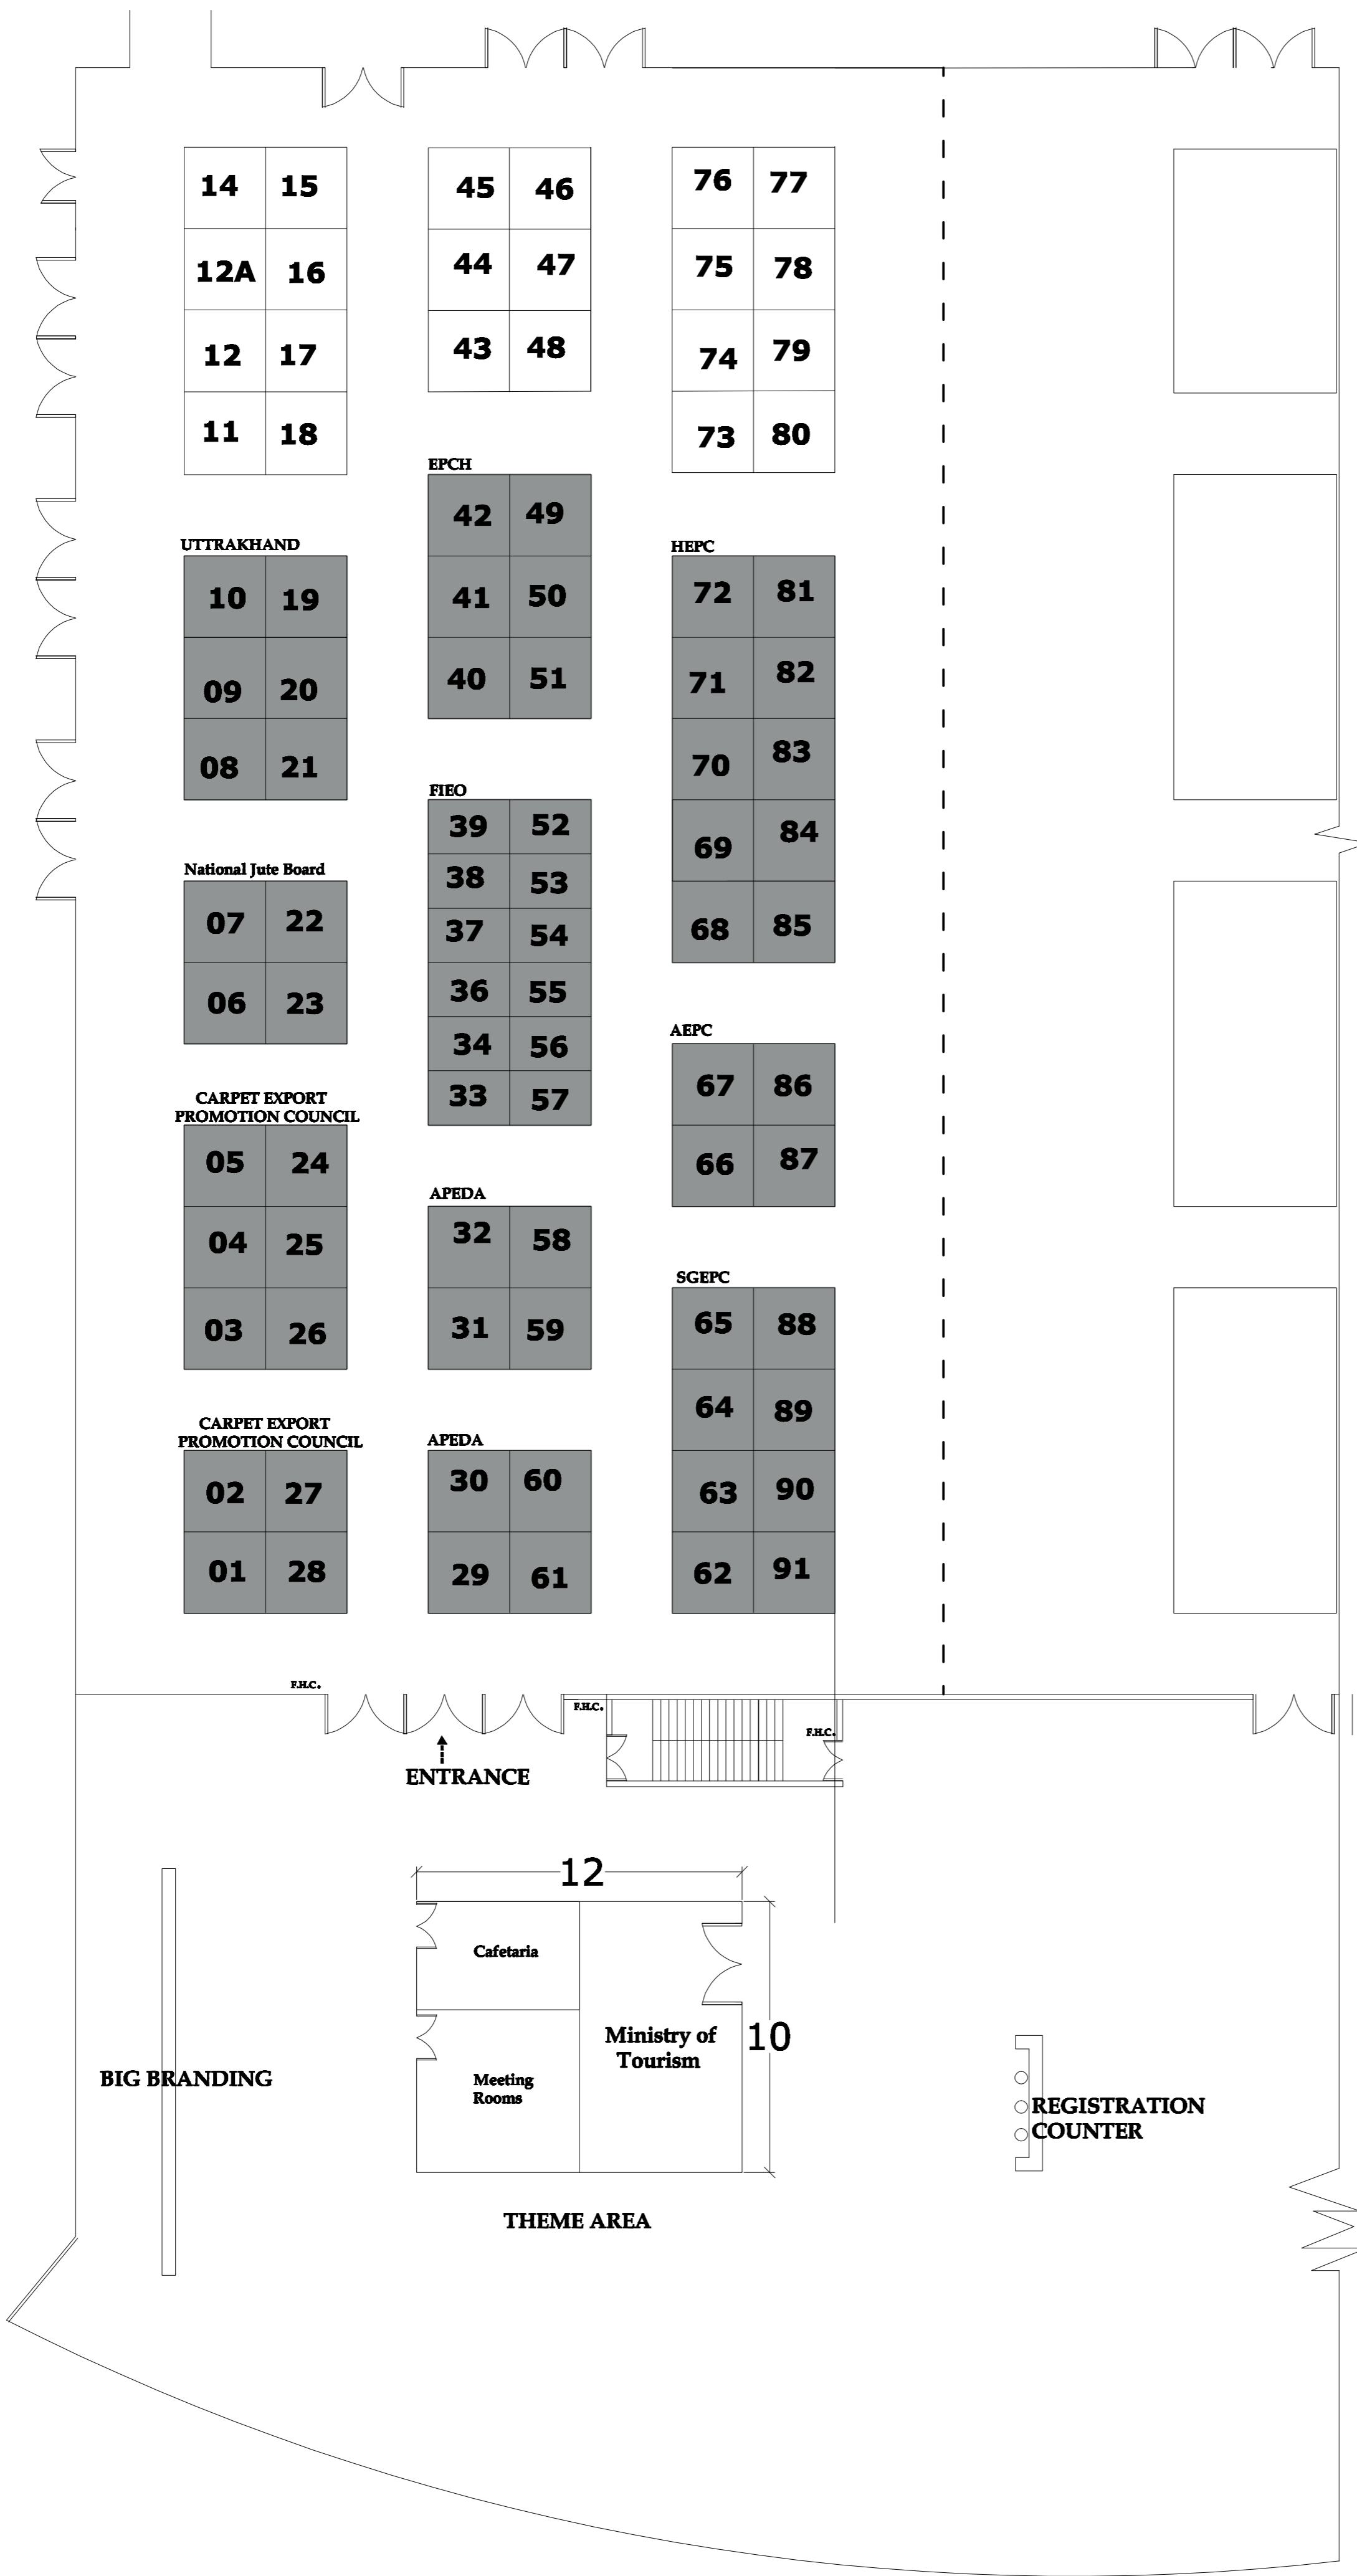 14 15
12A 16
12 17
11 18
45 46
44 47
43 48
76 77
75 78
74 79
73 80
UTTRAKHAND
10 19
09 20
08 21
EPCH
42 49
41 50
40 51
HEPC
72 81
71 82
70 83
69 84
68 85
National Jute Board
07 22
06 23
FIEO
39 52
38 53
37 54
36 55
34 56
33 57
AEPC
67 86
66 87
CARPET EXPORT
PROMOTION COUNCIL
05 24
04 25
03 26
APEDA
32 58
31 59
SGEPC
65 88
64 89
63 90
62 91
CARPET EXPORT
PROMOTION COUNCIL
02 27
01 28
APEDA
30 60
29 61
F.H.C.
F.H.C.
F.H.C.
ENTRANCE
12
Cafetaria
Ministry of
Tourism
10
Meeting
Rooms
BIG BRANDING
REGISTRATION
COUNTER
THEME AREA